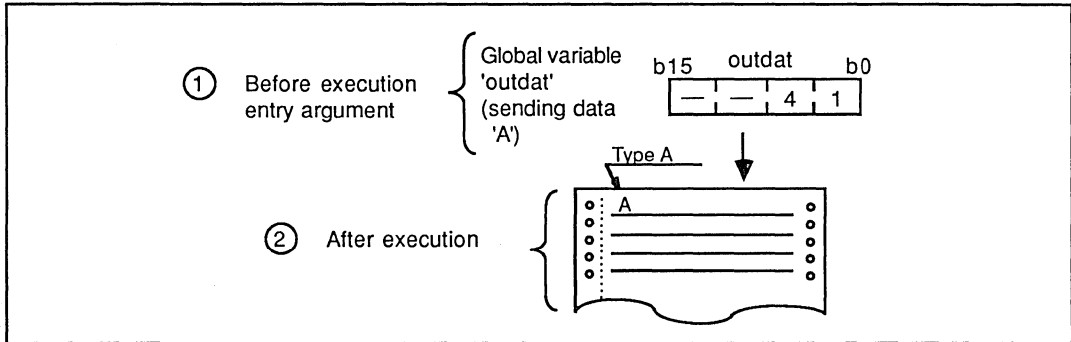 ① Before execution
entry argument
Global variable
'outdat'
(sending data
'A')
b15 outdat b0
— — 4 1
Type A
A
② After execution